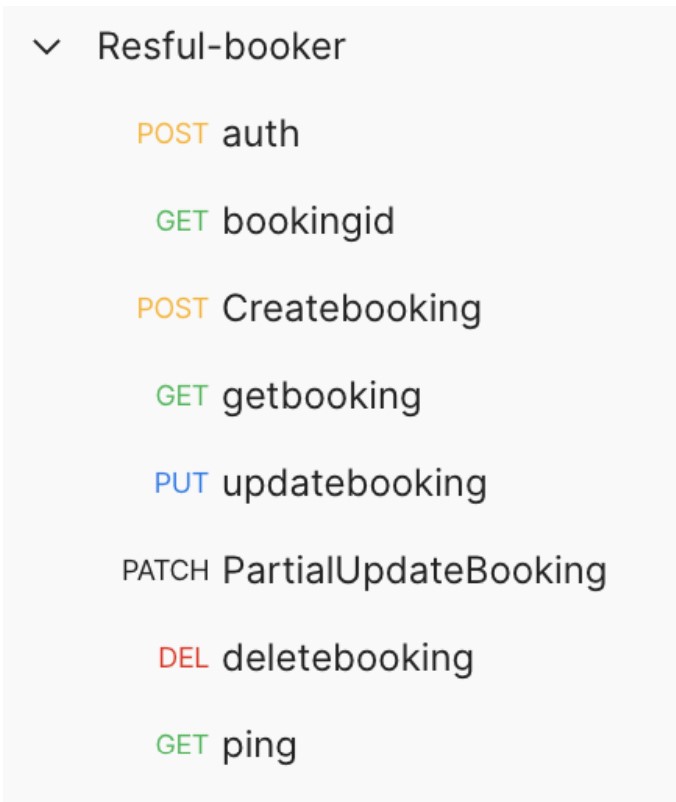 Resful-booker
POST auth
GET bookingid
POST Createbooking
GET getbooking
PUT updatebooking
PATCH PartialUpdateBooking
DEL deletebooking
GET ping